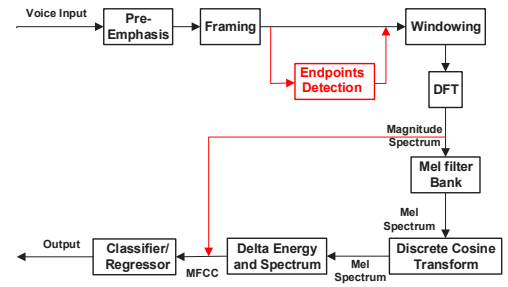 Voice Input
Pre-
Emphasis
Framing
Windowing
Endpoints
Detection
DFT
Magnitude
Spectrum
Mel filter
Bank
Mel
Spectrum
Discrete Cosine
Transform
Mel
Spectrum
Delta Energy
and Spectrum
MFCC
Classifier/
Regressor
Output